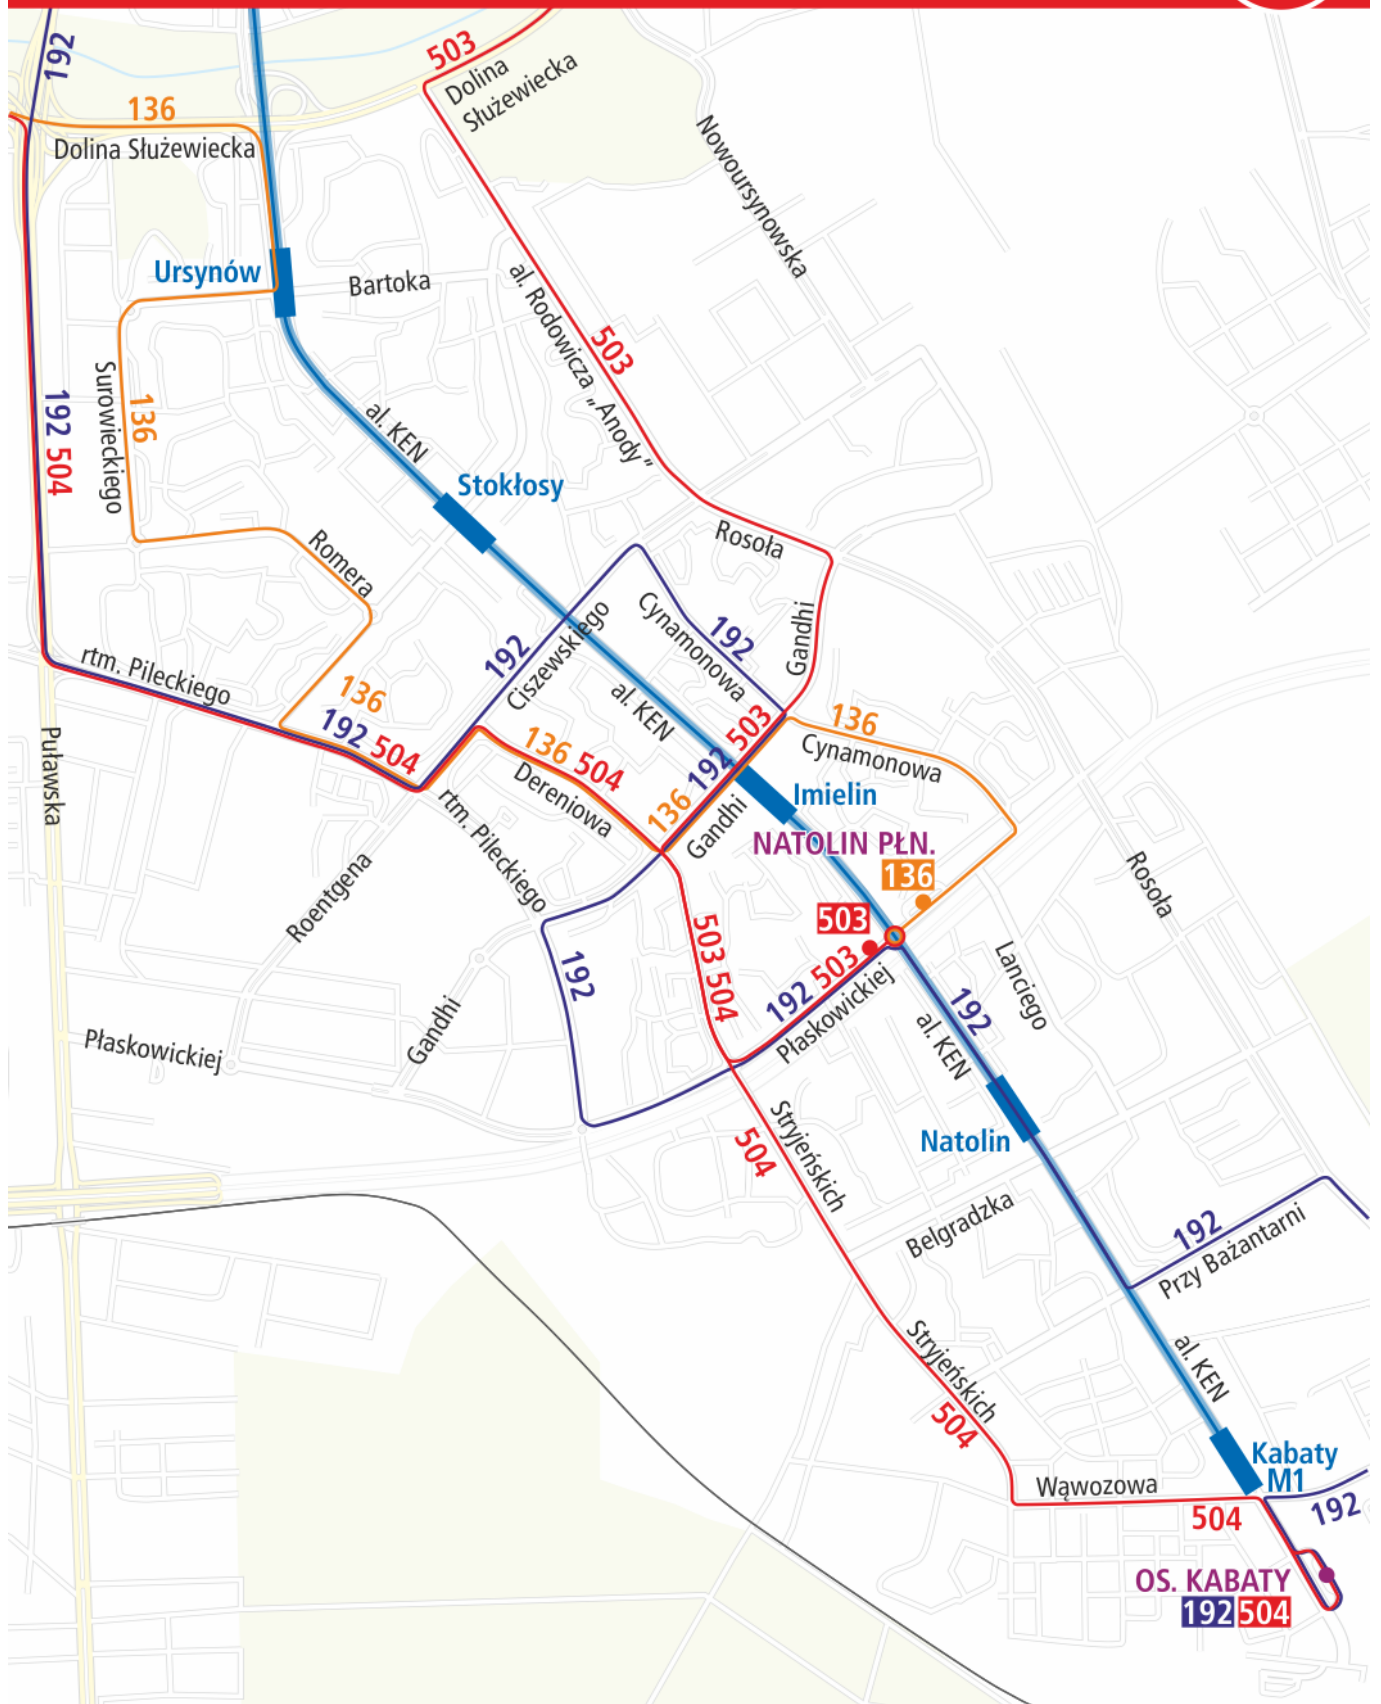 192
503
Dolina
Służewiecka
136
Dolina Służewiecka
Nowoursynowska
Ursynów
Bartoka
al. Rodowicza „Anody”
503
Surowieckiego
136
192 504
al. KEN
Stokłosy
Rosoła
Romera
Cynamonowa
192
Gandhi
192
Ciszewskiego
rtm. Pileckiego
136
192 504
al. KEN
136
Cynamonowa
136 504
Dereniowa
136 192 503
Gandhi
Imielin
Puławska
rtm. Pileckiego
NATOLIN PŁN.
136
Roentgena
Rosoła
503
503 504
192
192 503
Płaskowickiej
Lanciego
192
al. KEN
Gandhi
Płaskowickiej
Natolin
Stryjeńskich
504
Belgradzka
192
Przy Bażantarni
Stryjeńskich
504
al. KEN
Kabaty
M1
Wąwozowa
504
192
OS. KABATY
192 504